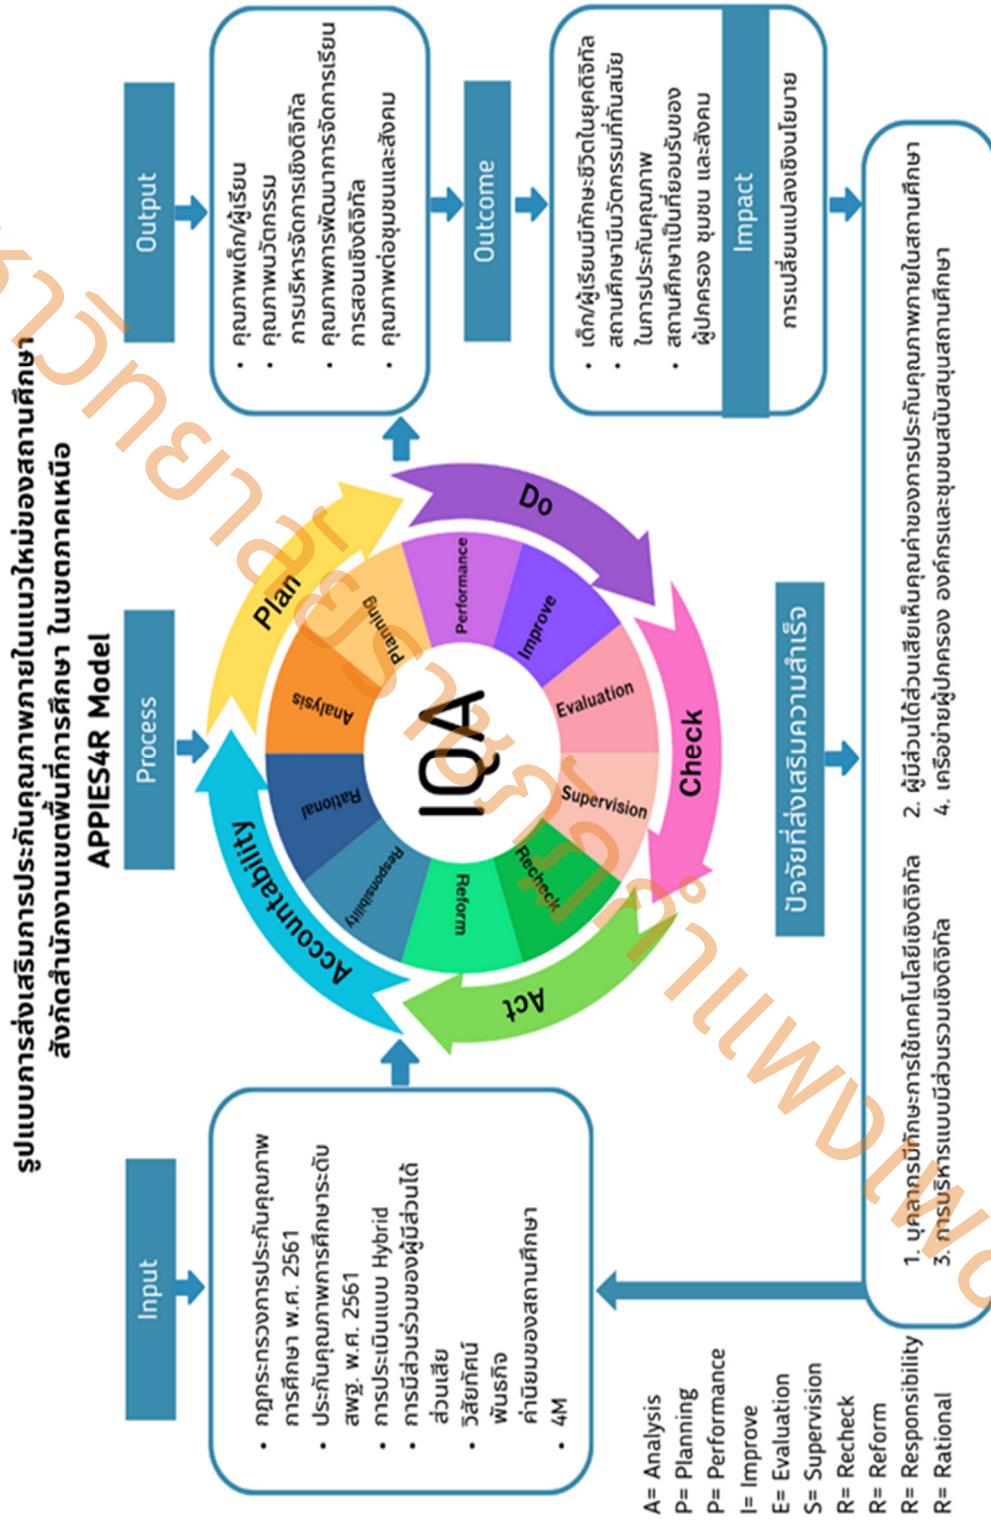 รูปแบบการส่งเสริมการประกันคุณภาพภายในแนวใหม่ของสถานศึกษา
สังกัดสำนักงานเขตพื้นที่การศึกษา ในเขตภาคเหนือ
APPIES4R Model
Input
• กฎกระทรวงการประกันคุณภาพ
การศึกษา พ.ศ. 2561
• ประกันคุณภาพการศึกษาระดับ
สพฐ. พ.ศ. 2561
• การประเมินแบบ Hybrid
• การมีส่วนร่วมของผู้มีส่วนได้
ส่วนเสีย
• วิสัยทัศน์
พันธกิจ
ค่านิยมของสถานศึกษา
• 4M
Process
Plan
Do
Check
Act
Accountability
Analysis
Planning
Performance
Improve
Evaluation
Supervision
Recheck
Reform
Responsibility
Rational
IQA
Output
• คุณภาพเด็ก/ผู้เรียน
• คุณภาพนวัตกรรม
การบริหารจัดการเชิงดิจิทัล
• คุณภาพการพัฒนาการจัดการเรียน
การสอนเชิงดิจิทัล
• คุณภาพต่อชุมชนและสังคม
Outcome
• เด็ก/ผู้เรียนมีทักษะชีวิตในยุคดิจิทัล
• สถานศึกษามีนวัตกรรมที่ทันสมัย
ในการประกันคุณภาพ
• สถานศึกษาเป็นที่ยอมรับของ
ผู้ปกครอง ชุมชน และสังคม
Impact
การเปลี่ยนแปลงเชิงนโยบาย
ปัจจัยที่ส่งเสริมความสำเร็จ
1. บุคลากรมีทักษะการใช้เทคโนโลยีเชิงดิจิทัล
2. ผู้มีส่วนได้ส่วนเสียเห็นคุณค่าของการประกันคุณภาพภายในสถานศึกษา
3. การบริหารแบบมีส่วนรวมเชิงดิจิทัล
4. เครือข่ายผู้ปกครอง องค์กรและชุมชนสนับสนุนสถานศึกษา
A= Analysis
P= Planning
P= Performance
I= Improve
E= Evaluation
S= Supervision
R= Recheck
R= Reform
R= Responsibility
R= Rational